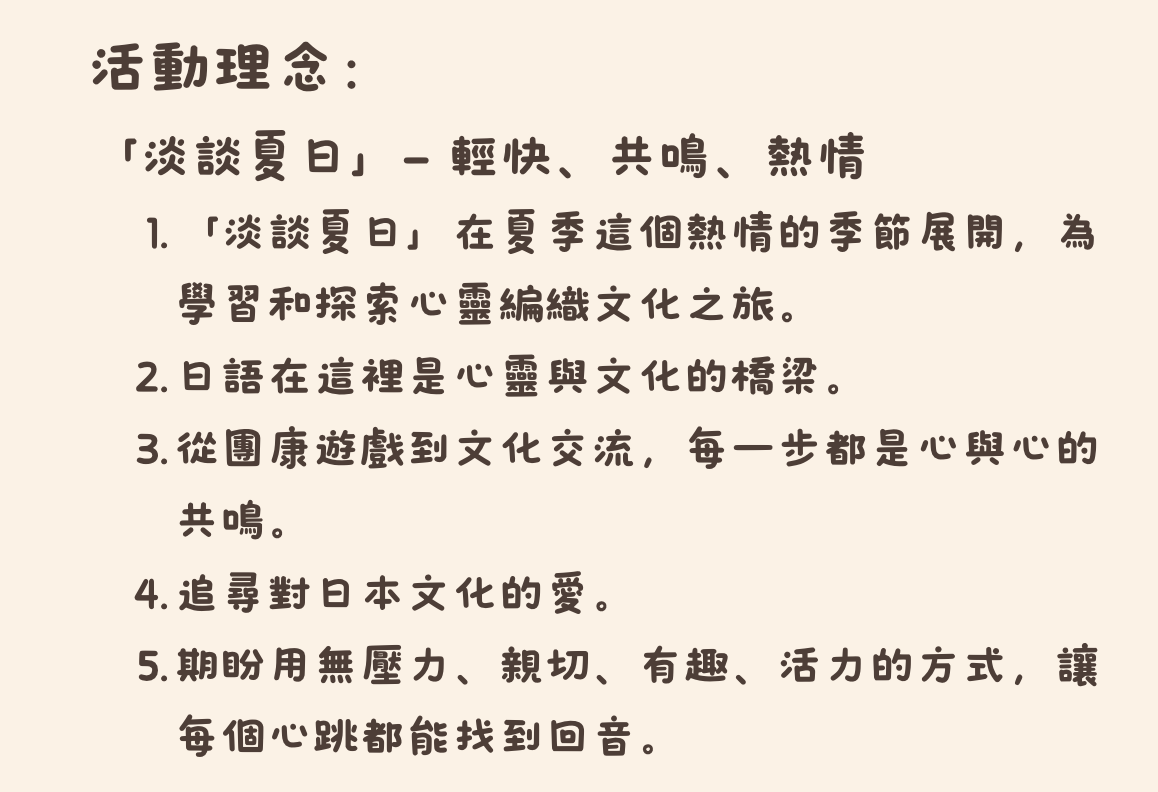 活動理念：
「淡談夏日」– 輕快、共鳴、熱情
1.「淡談夏日」在夏季這個熱情的季節展開，為
學習和探索心靈編織文化之旅。
2.日語在這裡是心靈與文化的橋梁。
3.從團康遊戲到文化交流，每一步都是心與心的
共鳴。
4.追尋對日本文化的愛。
5.期盼用無壓力、親切、有趣、活力的方式，讓
每個心跳都能找到回音。